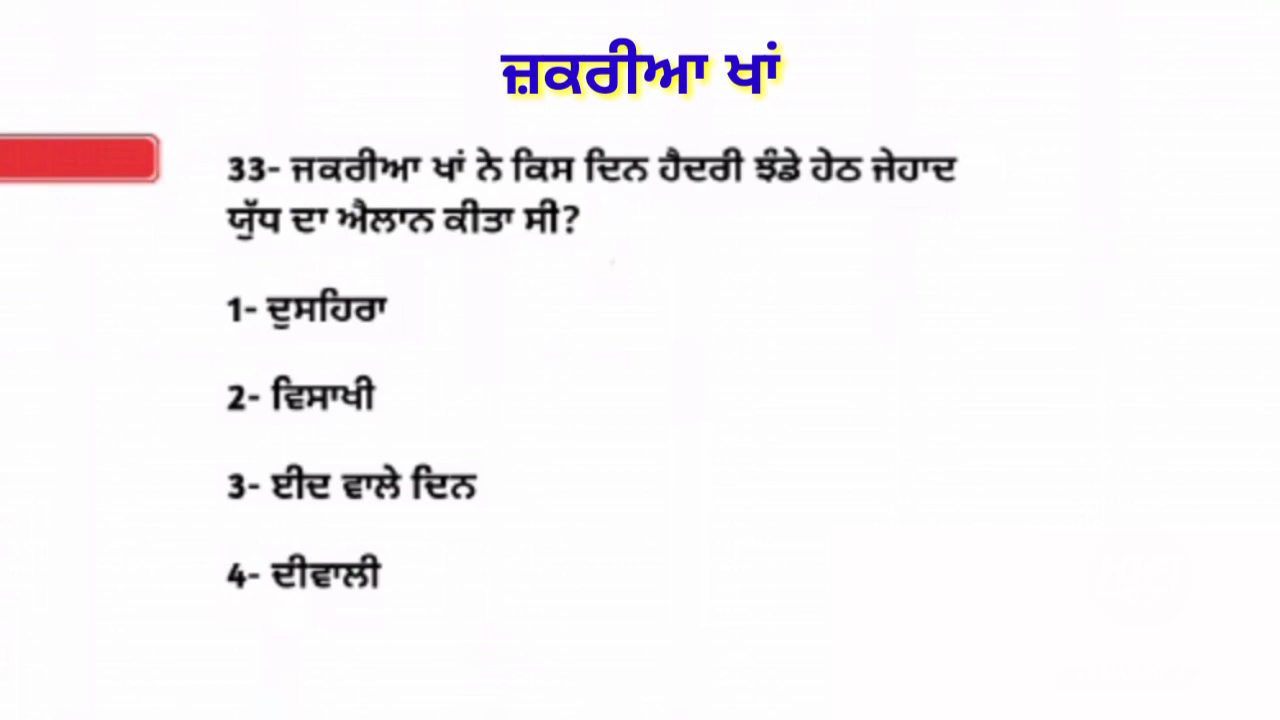 ਜ਼ਕਰੀਆ ਖਾਂ
33- ਜਕਰੀਆ ਖਾਂ ਨੇ ਕਿਸ ਦਿਨ ਹੈਦਰੀ ਝੰਡੇ ਹੇਠ ਜੇਹਾਦ
ਯੁੱਧ ਦਾ ਐਲਾਨ ਕੀਤਾ ਸੀ?
1- ਦੁਸਹਿਰਾ
2- ਵਿਸਾਖੀ
3- ਈਦ ਵਾਲੇ ਦਿਨ
4- ਦੀਵਾਲੀ